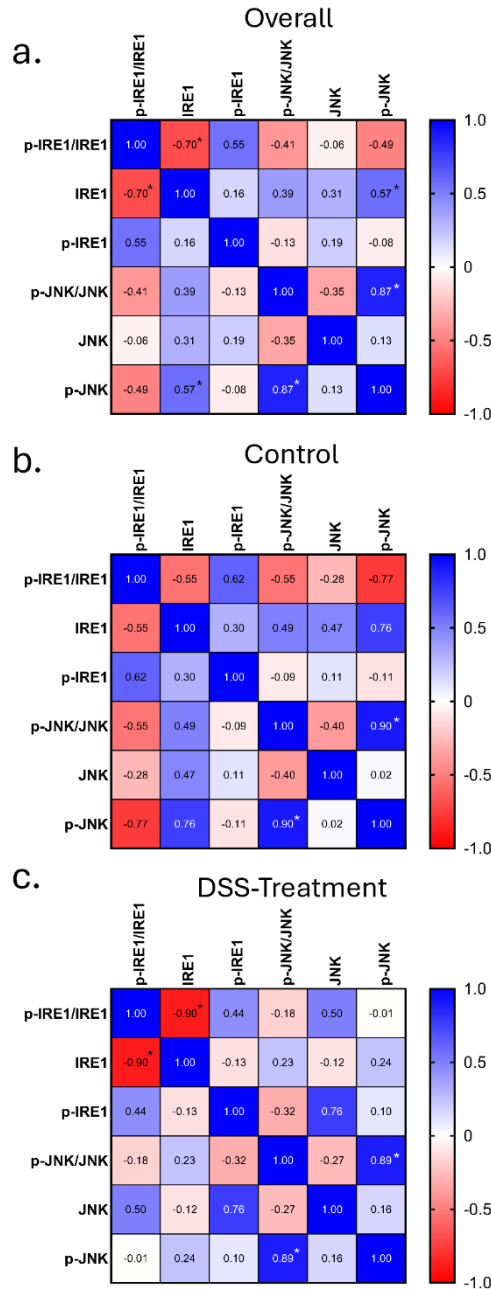 Overall
a.
p-IRE1/IRE1 IRE1 p-IRE1 p-JNK/JNK JNK p-JNK
p-IRE1/IRE1 1.00 -0.70* 0.55 -0.41 -0.06 -0.49
IRE1 -0.70* 1.00 0.16 0.39 0.31 0.57*
p-IRE1 0.55 0.16 1.00 -0.13 0.19 -0.08
p-JNK/JNK -0.41 0.39 -0.13 1.00 -0.35 0.87*
JNK -0.06 0.31 0.19 -0.35 1.00 0.13
p-JNK -0.49 0.57* -0.08 0.87* 0.13 1.00
1.0
0.5
0
-0.5
-1.0
b.
Control
p-IRE1/IRE1 IRE1 p-IRE1 p-JNK/JNK JNK p-JNK
p-IRE1/IRE1 1.00 -0.55 0.62 -0.55 -0.28 -0.77
IRE1 -0.55 1.00 0.30 0.49 0.47 0.76
p-IRE1 0.62 0.30 1.00 -0.09 0.11 -0.11
p-JNK/JNK -0.55 0.49 -0.09 1.00 -0.40 0.90*
JNK -0.28 0.47 0.11 -0.40 1.00 0.02
p-JNK -0.77 0.76 -0.11 0.90* 0.02 1.00
1.0
0.5
0
-0.5
-1.0
c.
DSS-Treatment
p-IRE1/IRE1 IRE1 p-IRE1 p-JNK/JNK JNK p-JNK
p-IRE1/IRE1 1.00 -0.90* 0.44 -0.18 0.50 -0.01
IRE1 -0.90* 1.00 -0.13 0.23 -0.12 0.24
p-IRE1 0.44 -0.13 1.00 -0.32 0.76 0.10
p-JNK/JNK -0.18 0.23 -0.32 1.00 -0.27 0.89*
JNK 0.50 -0.12 0.76 -0.27 1.00 0.16
p-JNK -0.01 0.24 0.10 0.89* 0.16 1.00
1.0
0.5
0
-0.5
-1.0